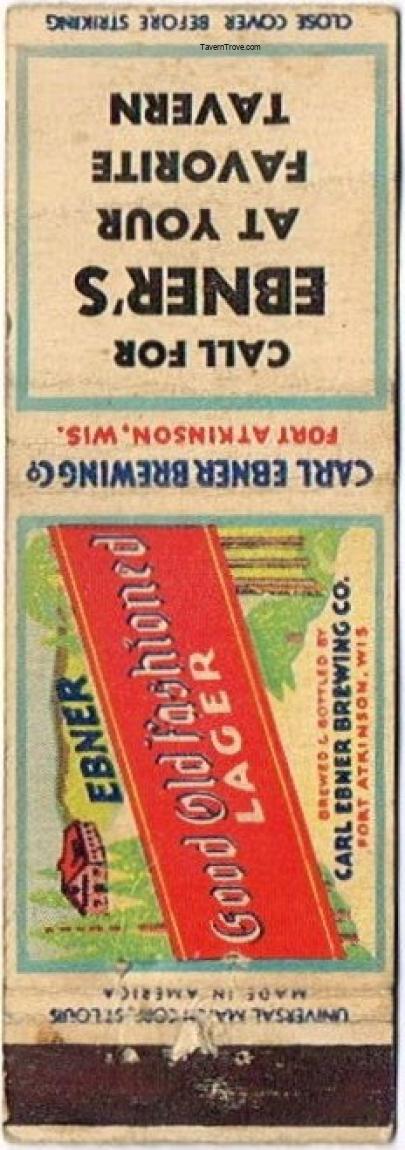 TavernTrove.com
CLOSE COVER BEFORE STRIKING
CALL FOR
EBNER'S
AT YOUR
FAVORITE
TAVERN
CARL EBNER BREWING Co
FORT ATKINSON, WIS.
EBNER
Good Old Fashioned
LAGER
BREWED & BOTTLED BY
CARL EBNER BREWING CO.
FORT ATKINSON, WIS
UNIVERSAL ST. LOUIS
MADE IN AMERICA